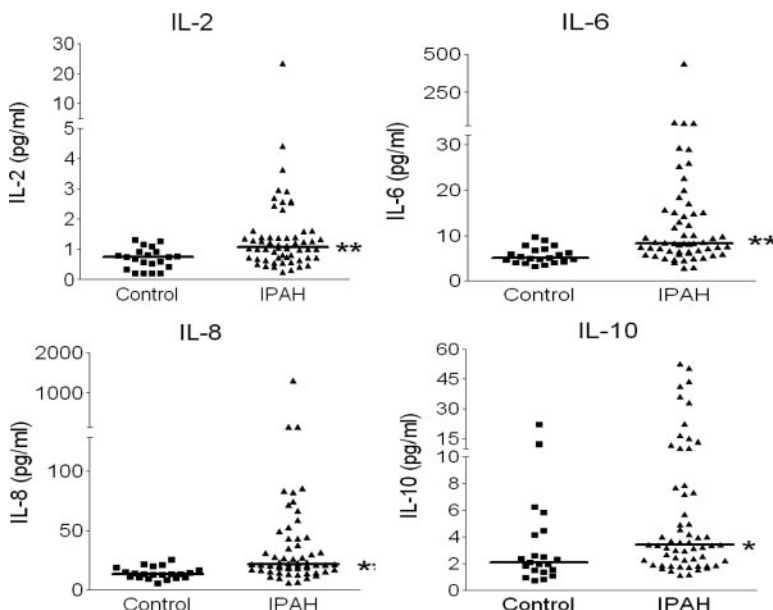 IL-2
IL-2 (pg/ml)
30
20
10
5
4
3
2
1
0
**
Control IPAH
IL-6
IL-6 (pg/ml)
500
250
30
20
10
0
**
Control IPAH
IL-8
IL-8 (pg/ml)
2000
1000
100
50
0
*
Control IPAH
IL-10
IL-10 (pg/ml)
60
45
30
15
8
6
4
2
0
*
Control IPAH